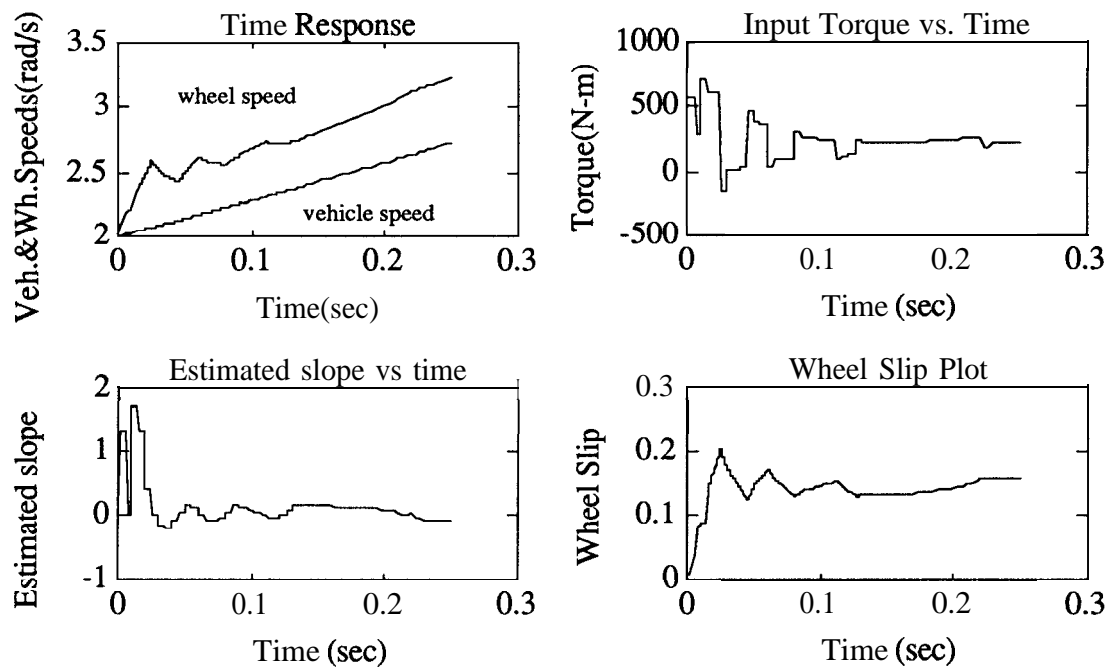 Time Response
Veh.&Wh.Speeds(rad/s)
3.5
3
2.5
2
wheel speed
vehicle speed
0
0.1
0.2
0.3
Time(sec)
Input Torque vs. Time
Torque(N-m)
1000
500
0
-500
0
0.1
0.2
0.3
Time (sec)
Estimated slope vs time
Estimated slope
2
1
0
-1
0
0.1
0.2
0.3
Time (sec)
Wheel Slip Plot
Wheel Slip
0.3
0.2
0.1
0
0
0.1
0.2
0.3
Time (sec)